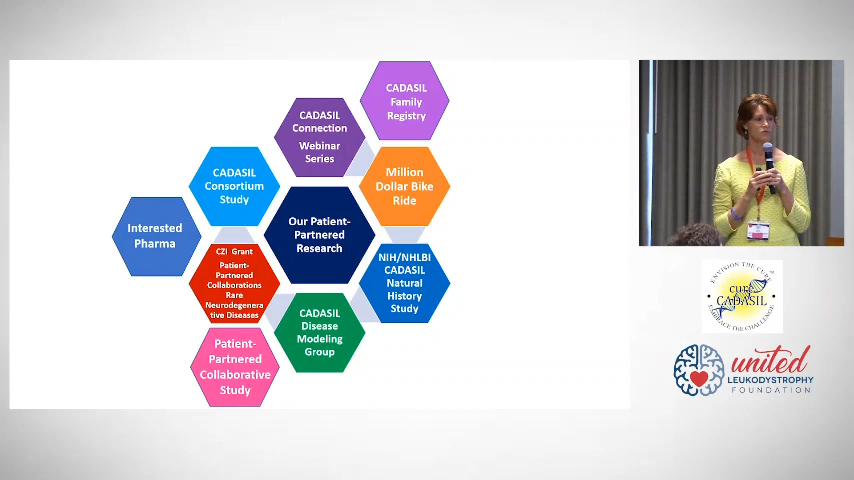 CADASIL
Family
Registry
CADASIL
Connection
Webinar
Series
CADASIL
Consortium
Study
Million
Dollar Bike
Ride
Interested
Pharma
Our Patient-
Partnered
Research
CZI Grant
Patient-
Partnered
Collaborations
Rare
Neurodegenera
tive Diseases
NIH/NHLBI
CADASIL
Natural
History
Study
CADASIL
Disease
Modeling
Group
Patient-
Partnered
Collaborative
Study
ENVISION THE CURE
cure
CADASIL
EMBRACE THE CHALLENGE
united
LEUKODYSTROPHY
FOUNDATION